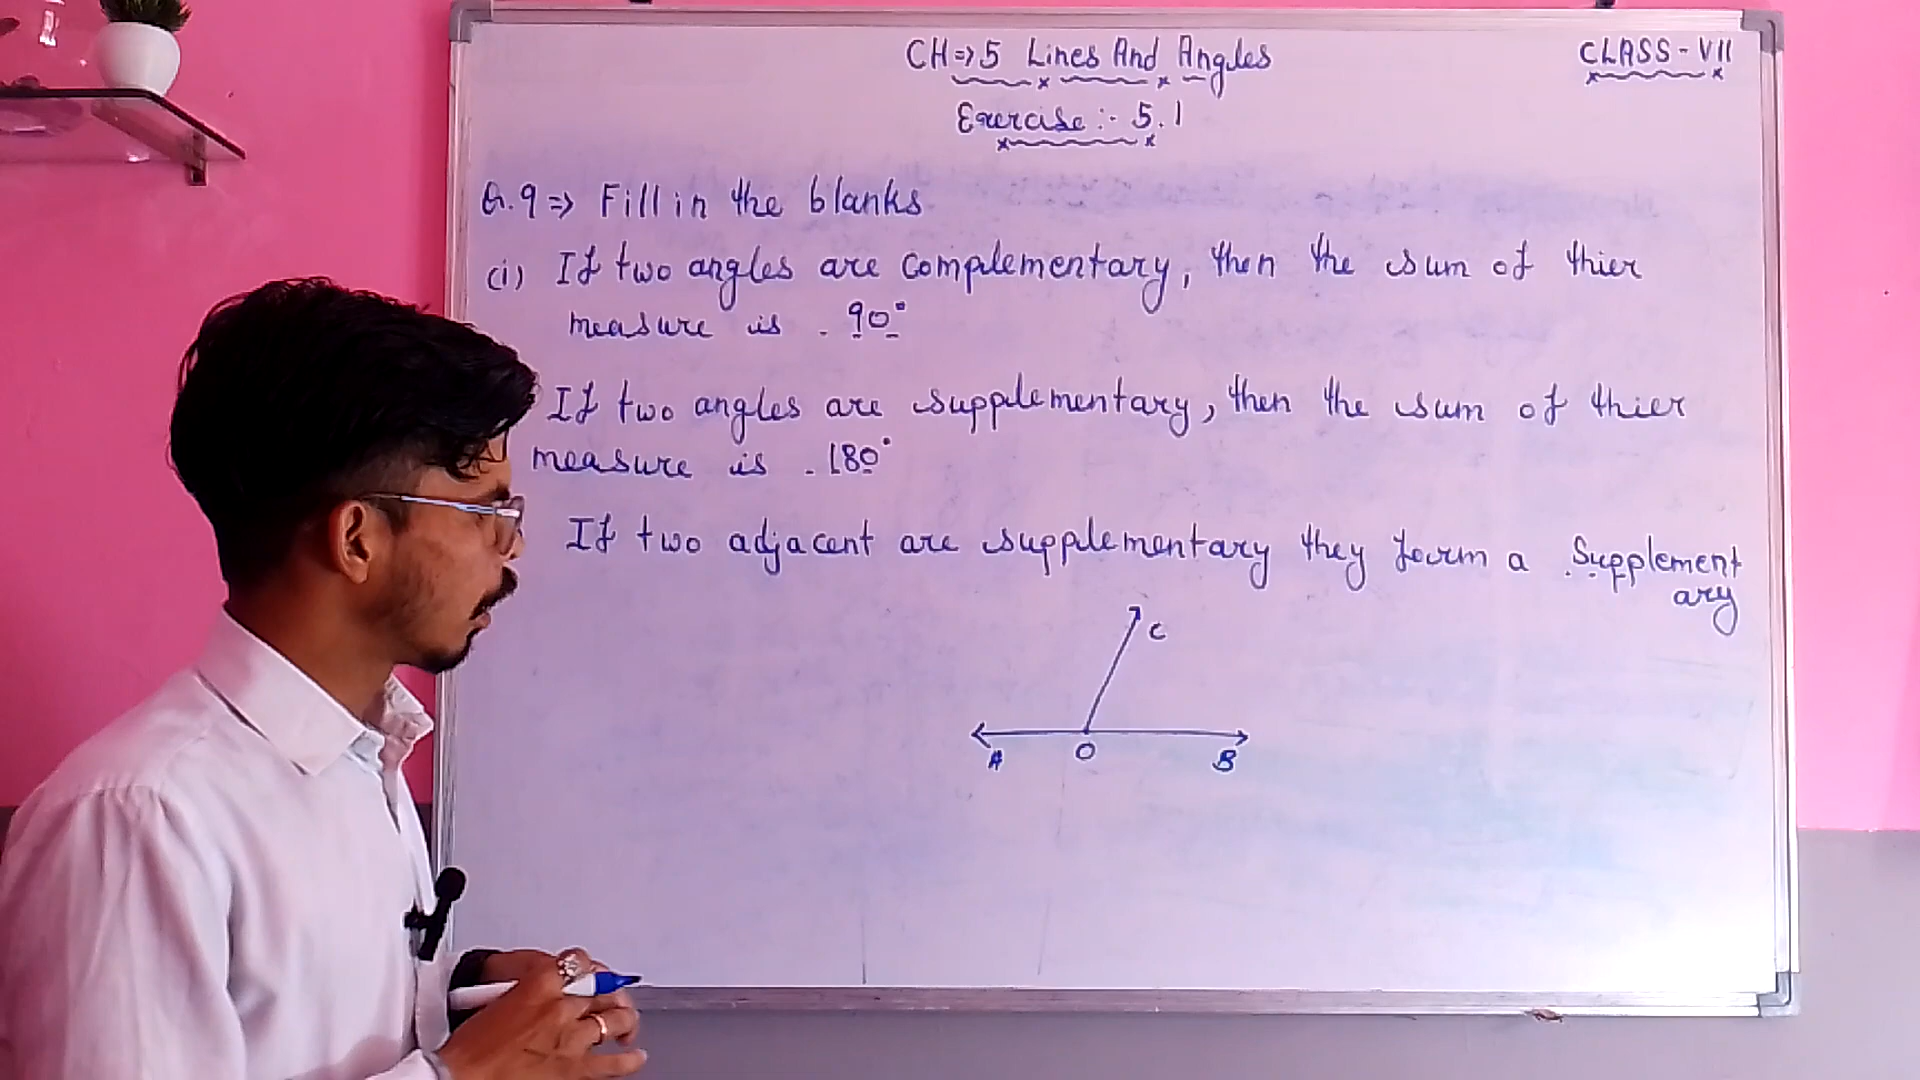 CH⇒5 Lines And Angles
CLASS-VII
Exercise:- 5.1
Q.9⇒ Fill in the blanks
(i) If two angles are complementary, then the sum of thier
measure is . 90°
If two angles are supplementary, then the sum of thier
measure is . 180°
If two adjacent are supplementary they form a Supplement
ary
C
A O B